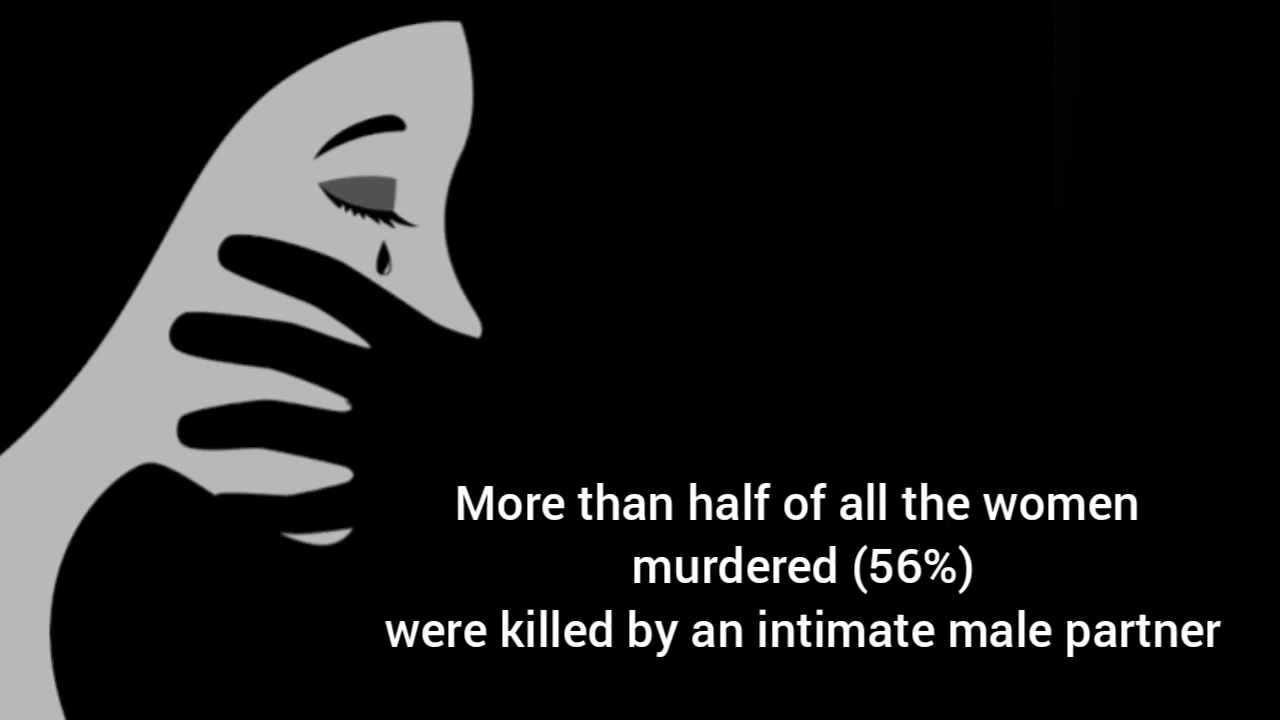 More than half of all the women
murdered (56%)
were killed by an intimate male partner